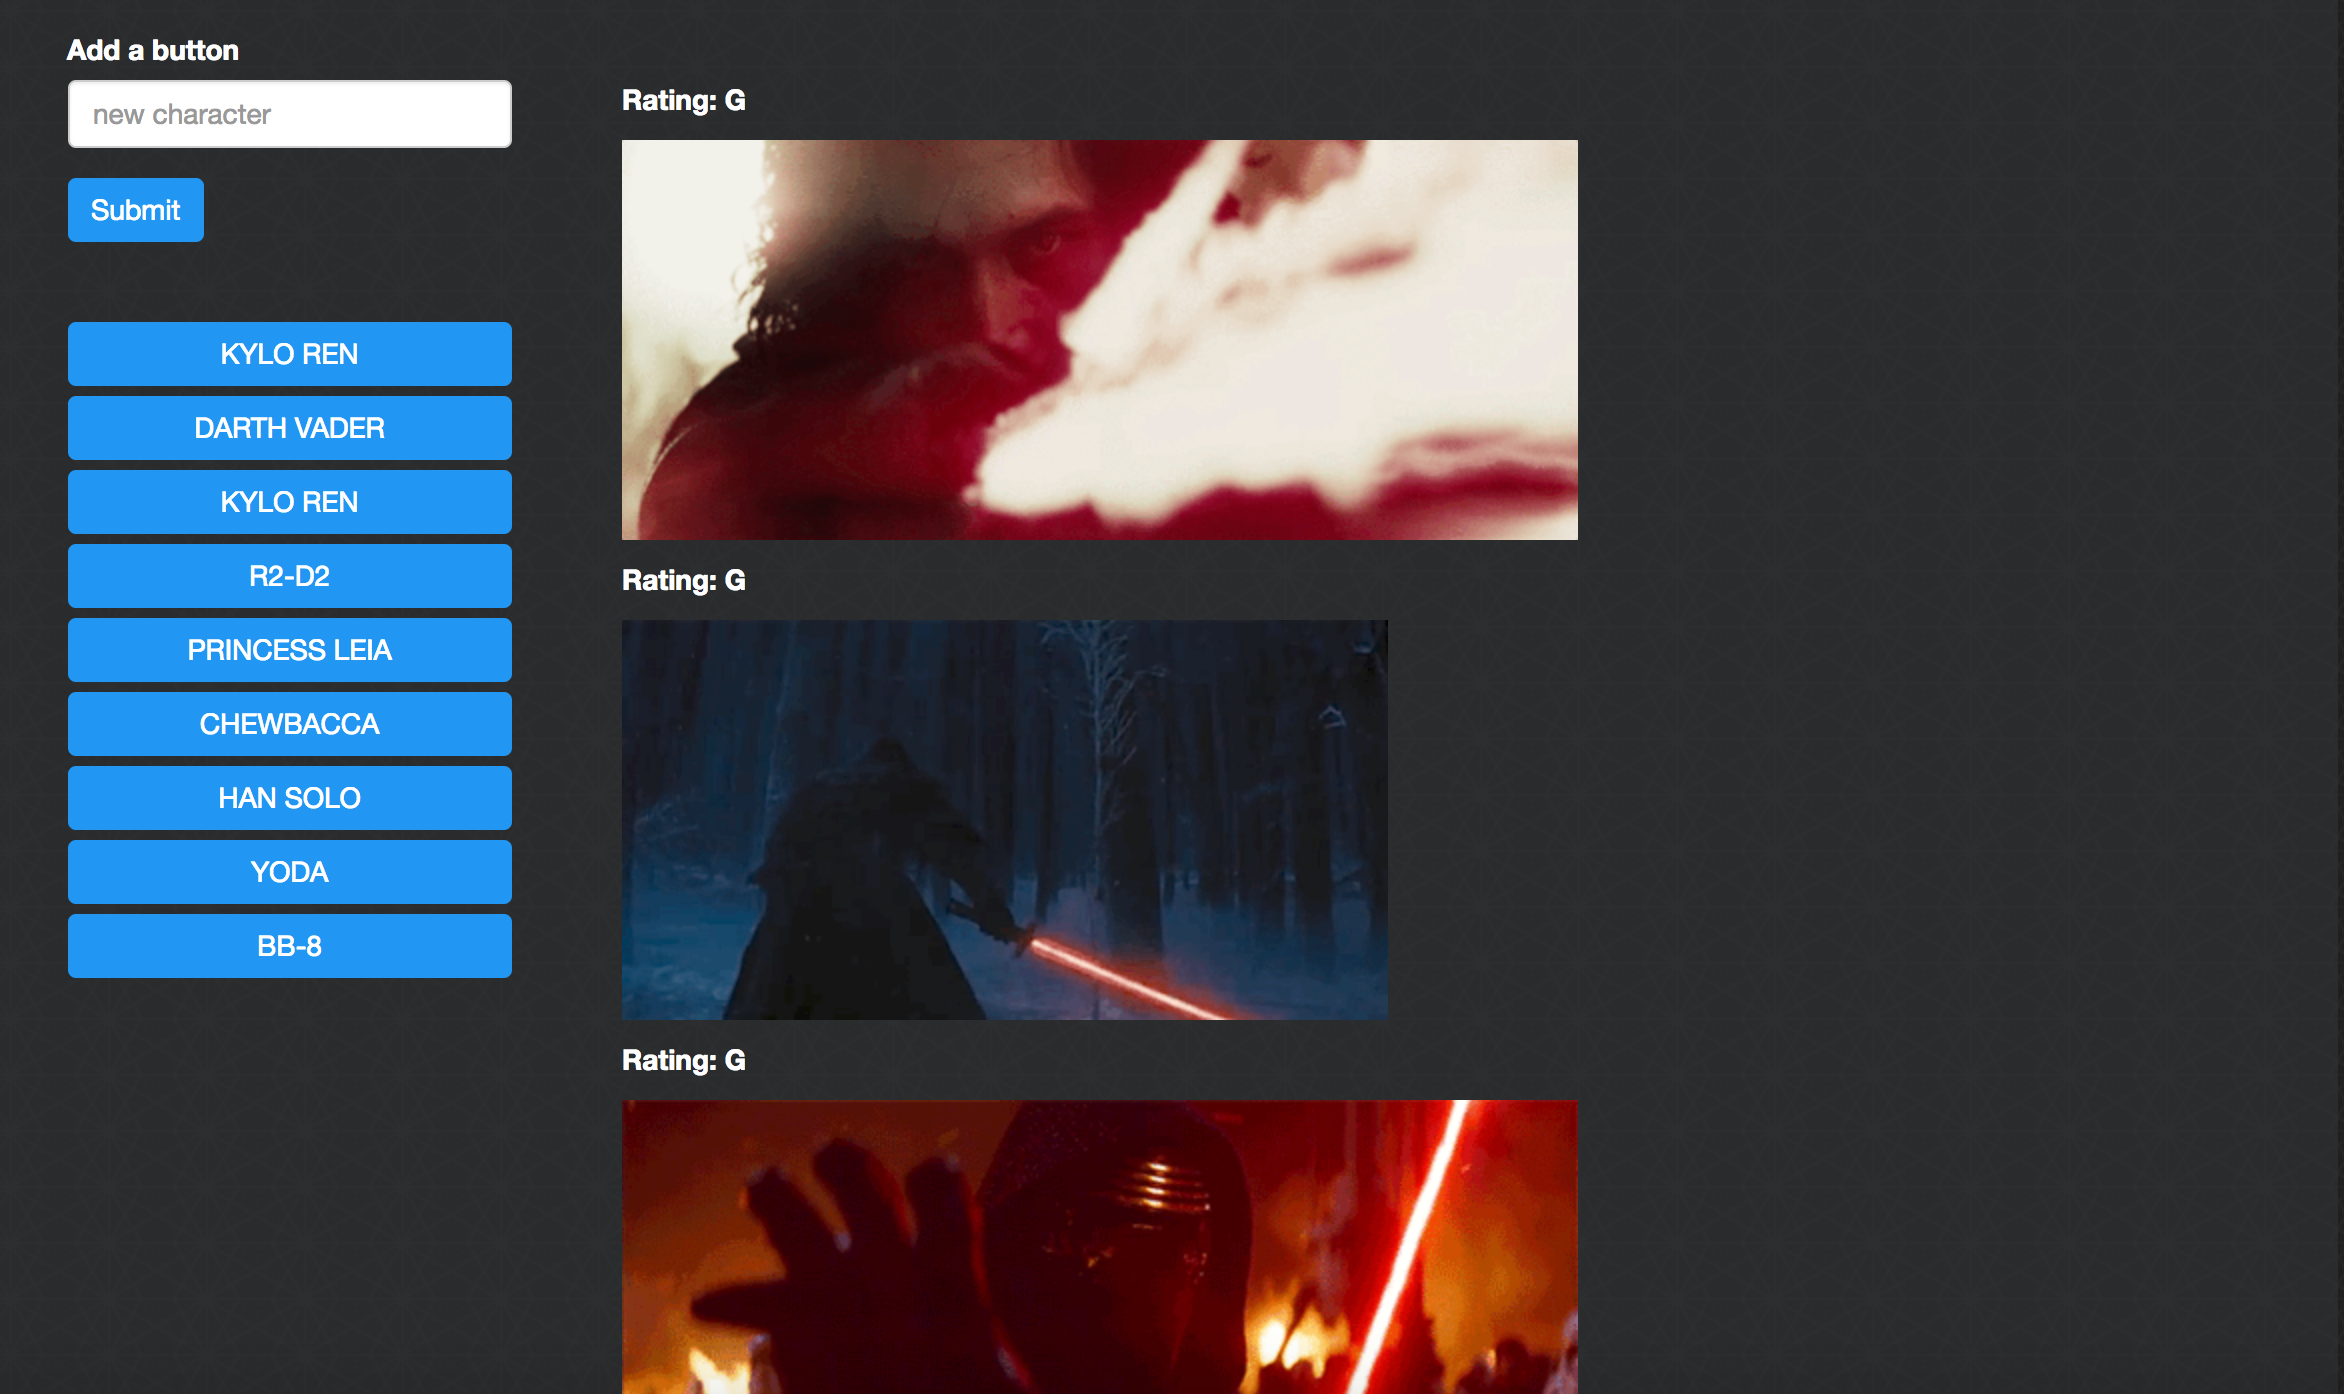 Add a button
new character
Submit
KYLO REN
DARTH VADER
KYLO REN
R2-D2
PRINCESS LEIA
CHEWBACCA
HAN SOLO
YODA
BB-8
Rating: G
Rating: G
Rating: G